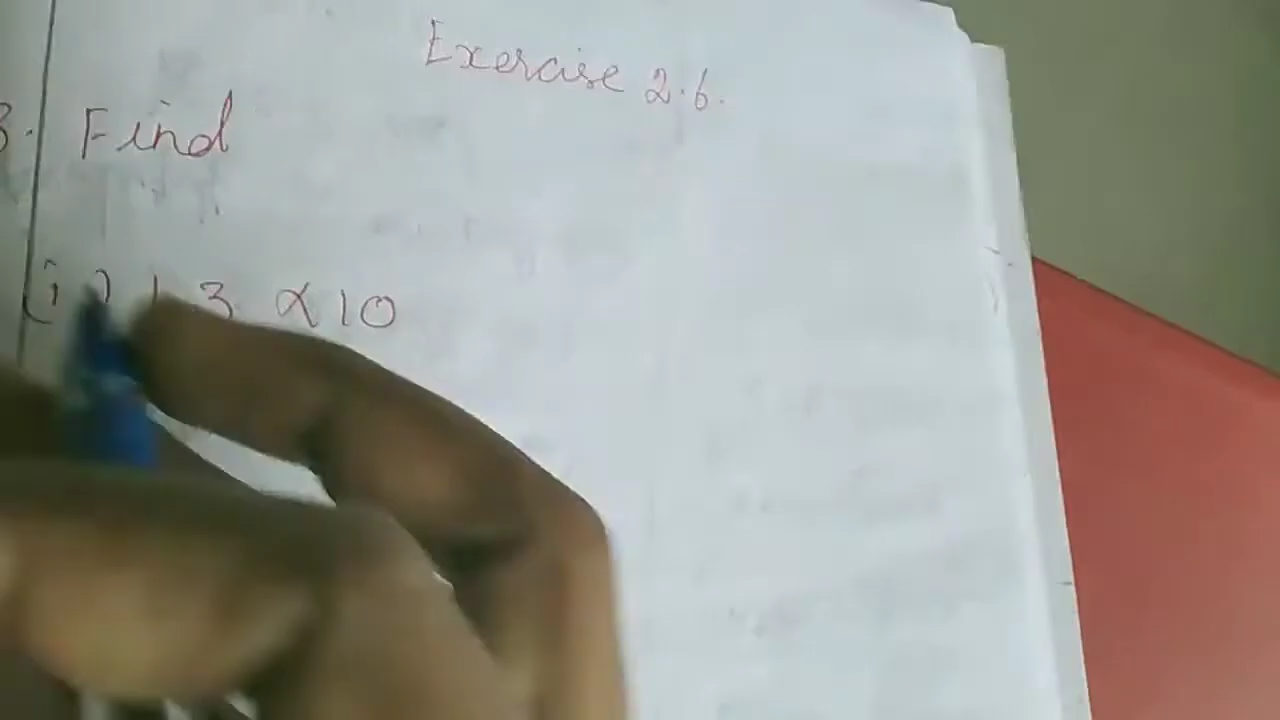 Exercise 2.6.
3. Find
(i) 1.3 × 10